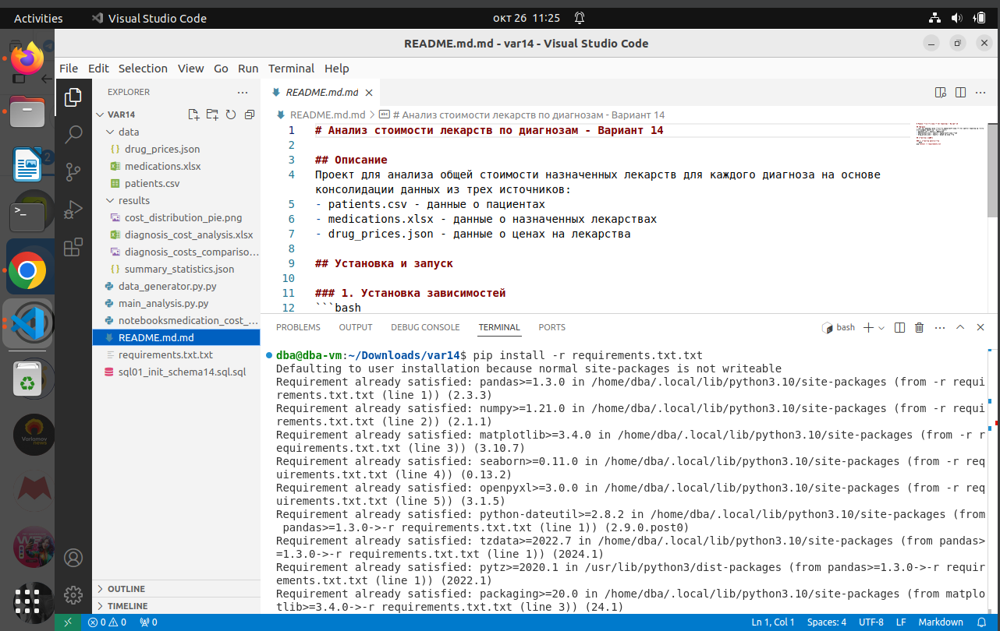 Activities
Visual Studio Code
окт 26 11:25
README.md.md - var14 - Visual Studio Code
File Edit Selection View Go Run Terminal Help
EXPLORER
VAR14
data
drug_prices.json
medications.xlsx
patients.csv
results
cost_distribution_pie.png
diagnosis_cost_analysis.xlsx
diagnosis_costs_compariso...
summary_statistics.json
data_generator.py.py
main_analysis.py.py
notebooksmedication_cost_...
README.md.md
requirements.txt.txt
sql01_init_schema14.sql.sql
OUTLINE
TIMELINE
2
Varlamov
news
README.md.md
README.md.md > # Анализ стоимости лекарств по диагнозам - Вариант 14
1 # Анализ стоимости лекарств по диагнозам - Вариант 14
2
3 ## Описание
4 Проект для анализа общей стоимости назначенных лекарств для каждого диагноза на основе
консолидации данных из трех источников:
5 - patients.csv - данные о пациентах
6 - medications.xlsx - данные о назначенных лекарствах
7 - drug_prices.json - данные о ценах на лекарства
8
9 ## Установка и запуск
10
11 ### 1. Установка зависимостей
12 ```bash
PROBLEMS OUTPUT DEBUG CONSOLE TERMINAL PORTS
bash
dba@dba-vm:~/Downloads/var14$ pip install -r requirements.txt.txt
Defaulting to user installation because normal site-packages is not writeable
Requirement already satisfied: pandas>=1.3.0 in /home/dba/.local/lib/python3.10/site-packages (from -r requi
rements.txt.txt (line 1)) (2.3.3)
Requirement already satisfied: numpy>=1.21.0 in /home/dba/.local/lib/python3.10/site-packages (from -r requi
rements.txt.txt (line 2)) (2.1.1)
Requirement already satisfied: matplotlib>=3.4.0 in /home/dba/.local/lib/python3.10/site-packages (from -r r
equirements.txt.txt (line 3)) (3.10.7)
Requirement already satisfied: seaborn>=0.11.0 in /home/dba/.local/lib/python3.10/site-packages (from -r req
uirements.txt.txt (line 4)) (0.13.2)
Requirement already satisfied: openpyxl>=3.0.0 in /home/dba/.local/lib/python3.10/site-packages (from -r req
uirements.txt.txt (line 5)) (3.1.5)
Requirement already satisfied: python-dateutil>=2.8.2 in /home/dba/.local/lib/python3.10/site-packages (from
pandas>=1.3.0->-r requirements.txt.txt (line 1)) (2.9.0.post0)
Requirement already satisfied: tzdata>=2022.7 in /home/dba/.local/lib/python3.10/site-packages (from pandas>
=1.3.0->-r requirements.txt.txt (line 1)) (2024.1)
Requirement already satisfied: pytz>=2020.1 in /usr/lib/python3/dist-packages (from pandas>=1.3.0->-r requir
ements.txt.txt (line 1)) (2022.1)
Requirement already satisfied: packaging>=20.0 in /home/dba/.local/lib/python3.10/site-packages (from matplo
tlib>=3.4.0->-r requirements.txt.txt (line 3)) (24.1)
0 0 0
Ln 1, Col 1 Spaces: 4 UTF-8 LF Markdown